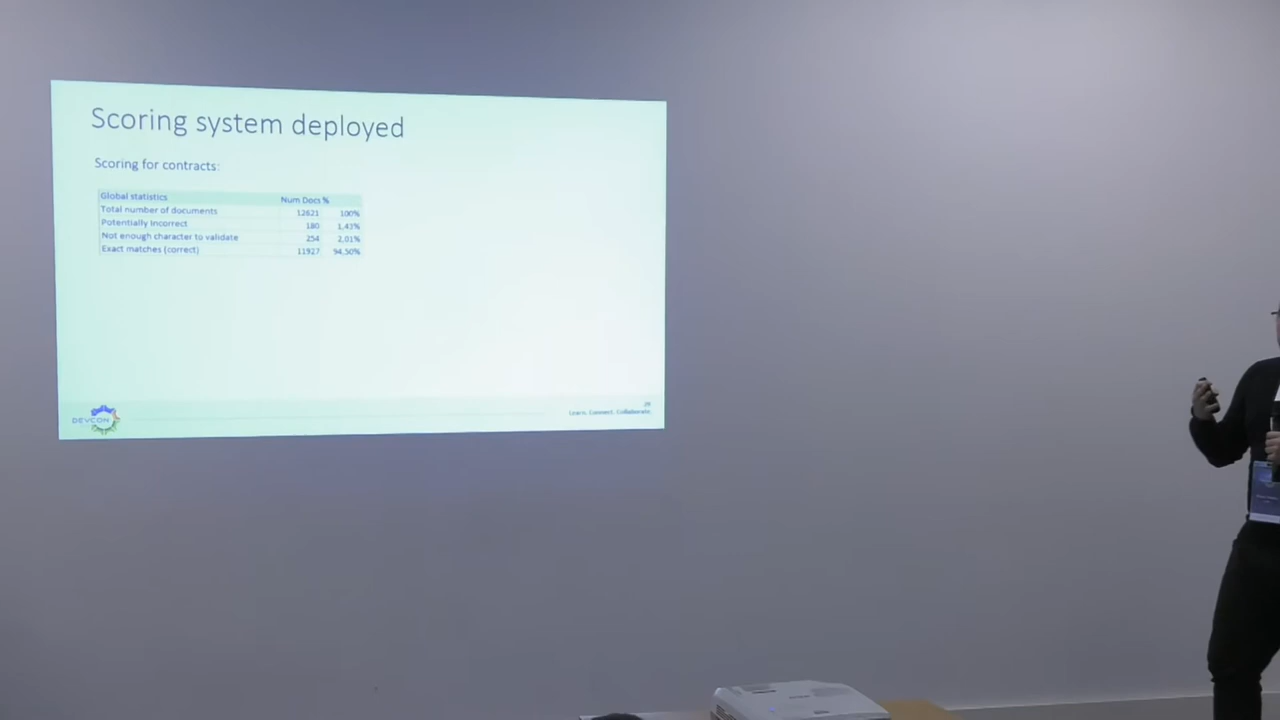 Scoring system deployed
Scoring for contracts:
Global statistics Num Docs %
Total number of documents 12621 100%
Potentially Incorrect 180 1,43%
Not enough character to validate 254 2,01%
Exact matches (correct) 11927 94,50%
DEVCON
29
Learn. Connect. Collaborate.